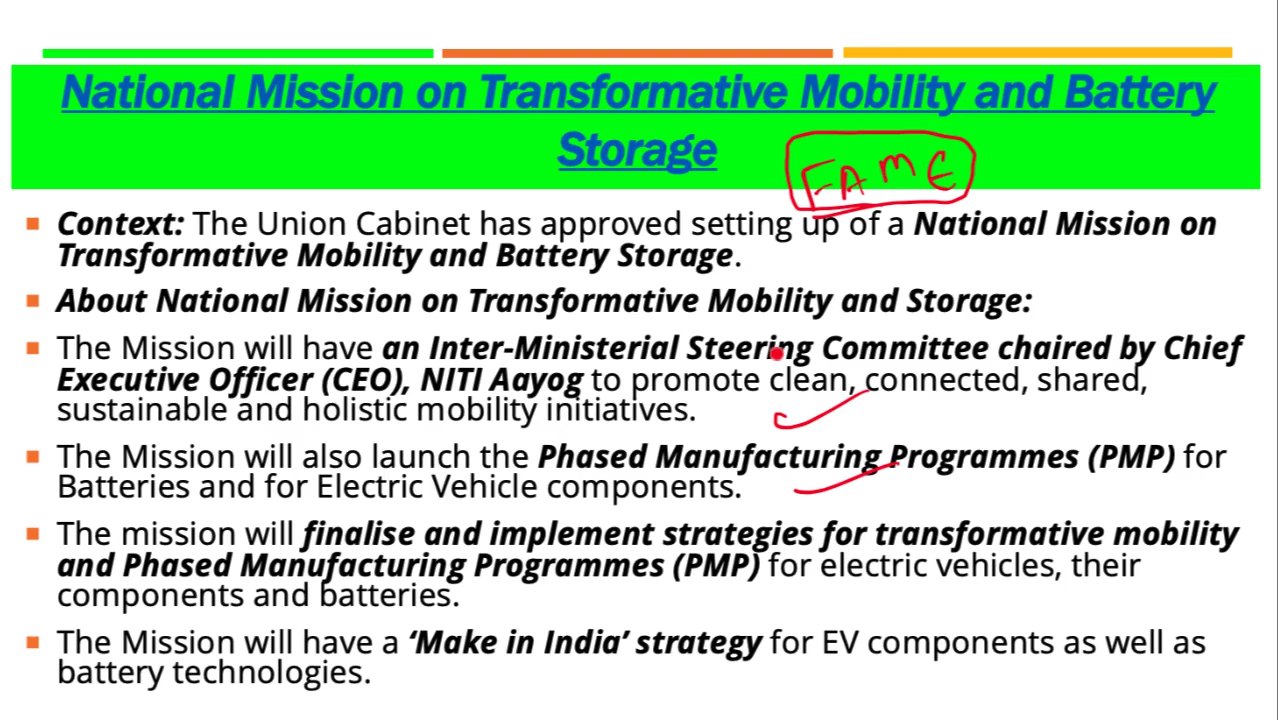 National Mission on Transformative Mobility and Battery
Storage
FAME
▪ Context: The Union Cabinet has approved setting up of a National Mission on
Transformative Mobility and Battery Storage.
▪ About National Mission on Transformative Mobility and Storage:
▪ The Mission will have an Inter-Ministerial Steering Committee chaired by Chief
Executive Officer (CEO), NITI Aayog to promote clean, connected, shared,
sustainable and holistic mobility initiatives.
▪ The Mission will also launch the Phased Manufacturing Programmes (PMP) for
Batteries and for Electric Vehicle components.
▪ The mission will finalise and implement strategies for transformative mobility
and Phased Manufacturing Programmes (PMP) for electric vehicles, their
components and batteries.
▪ The Mission will have a ‘Make in India’ strategy for EV components as well as
battery technologies.